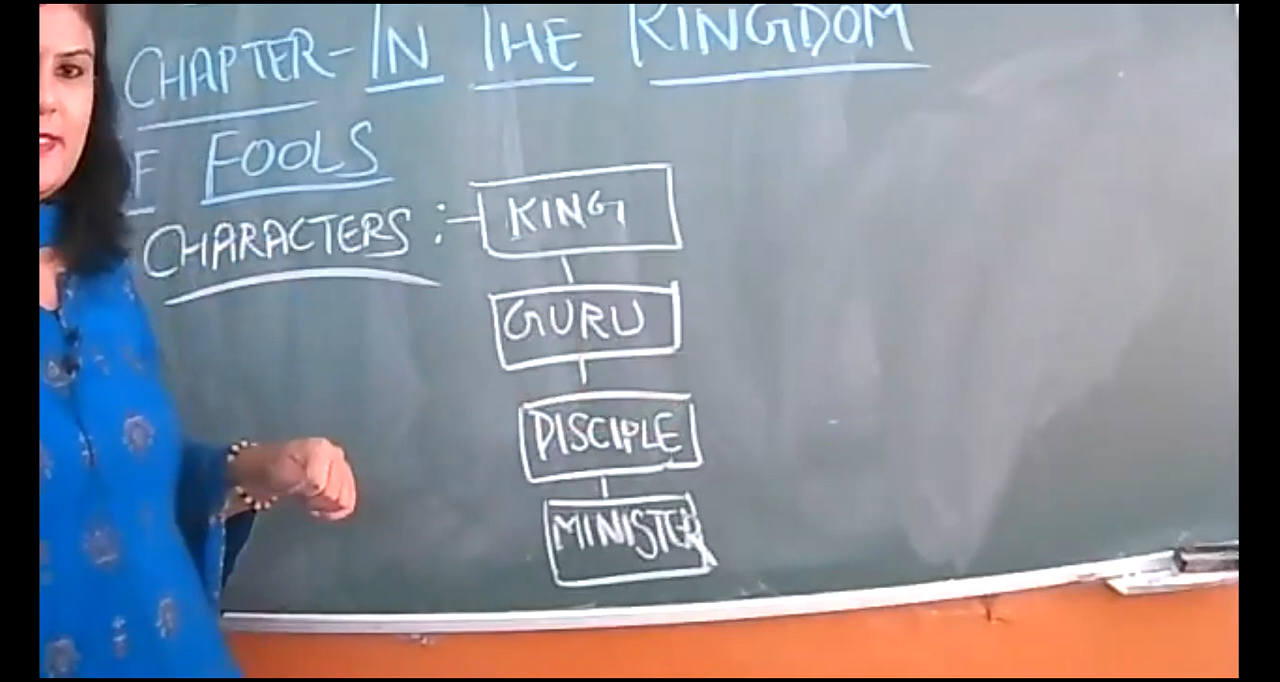 CHAPTER- IN THE KINGDOM
F FOOLS
CHARACTERS :- KING
GURU
DISCIPLE
MINISTER